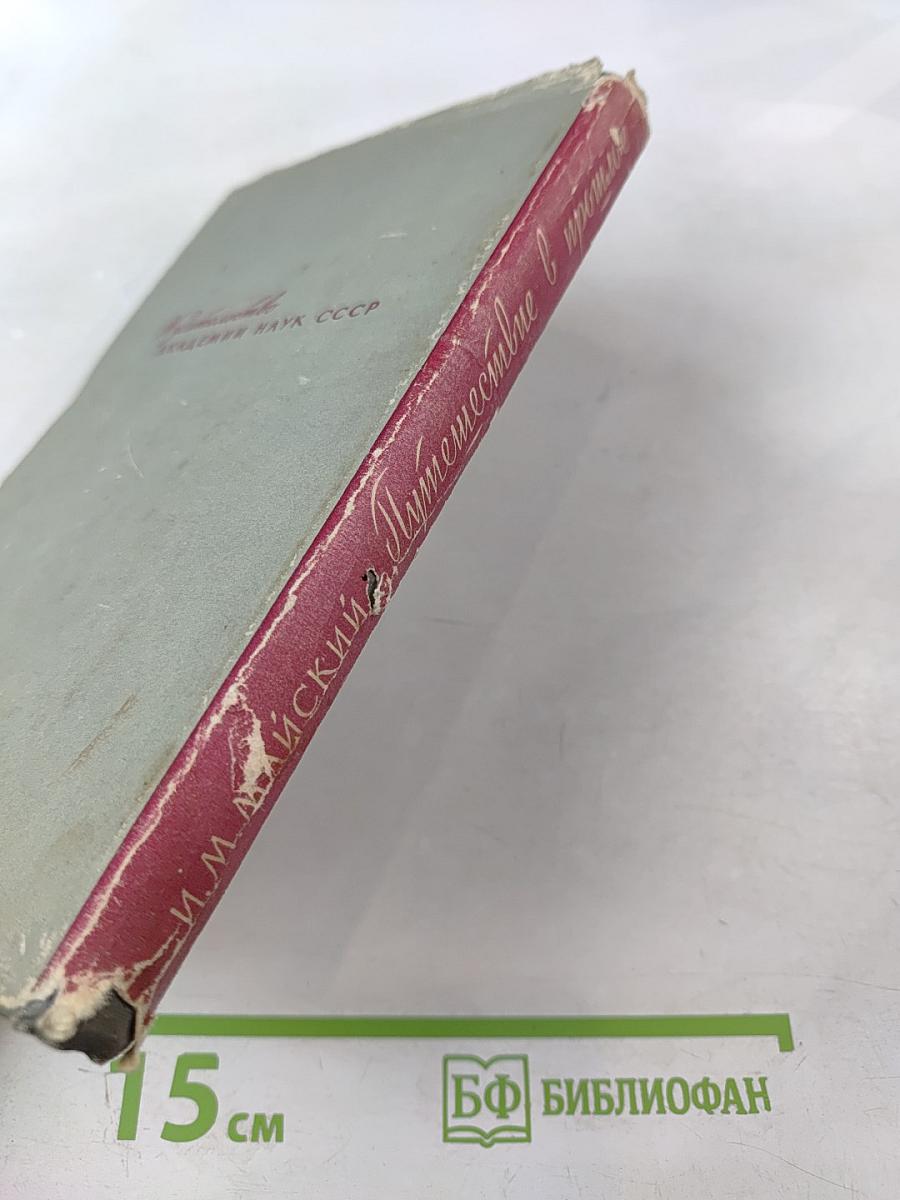 Издательство
АКАДЕМИИ НАУК СССР
И.М. МАЙСКИЙ Путешествие в прошлое
15 см
БФ БИБЛИОФАН